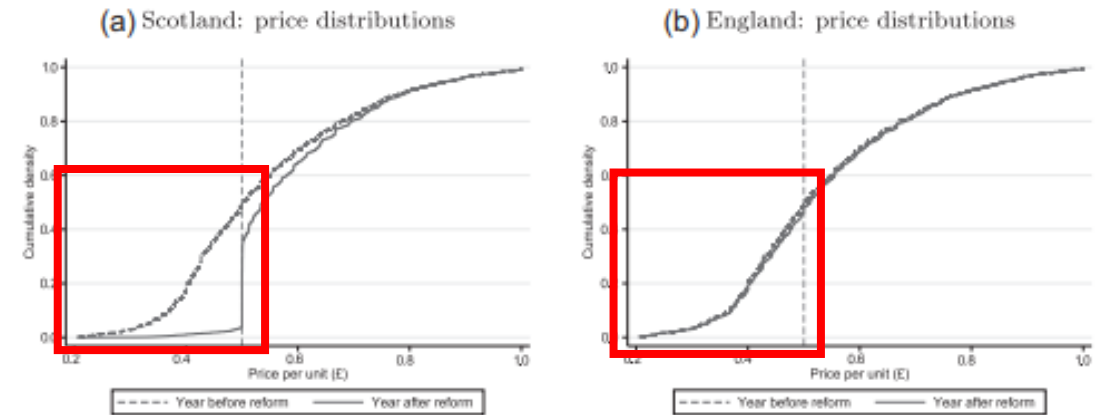 (a) Scotland: price distributions
1.0
0.8
0.6
0.4
0.2
0.0
Cumulative density
0.2 0.4 0.6 0.8 1.0
Price per unit (£)
Year before reform Year after reform
(b) England: price distributions
1.0
0.8
0.
0.
0.
0.
Cumulative density
0.2 0.4 0.6 0.8 1.0
Price per unit (£)
Year before reform Year after reform